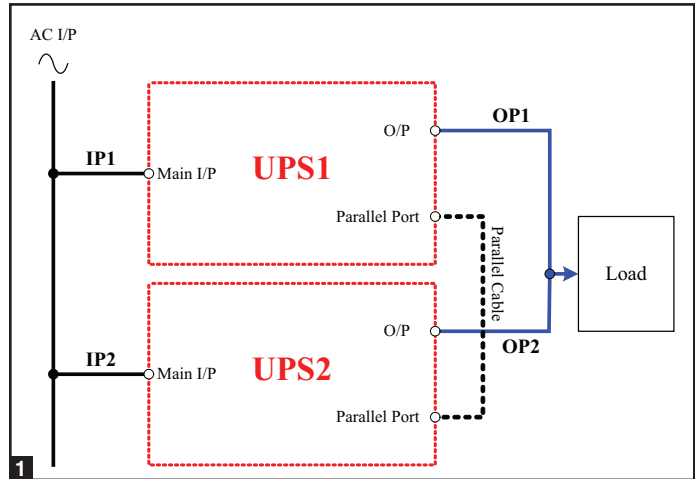 AC I/P
IP1
Main I/P
UPS1
O/P
OP1
Parallel Port
Parallel Cable
Load
IP2
Main I/P
UPS2
O/P
OP2
Parallel Port
1